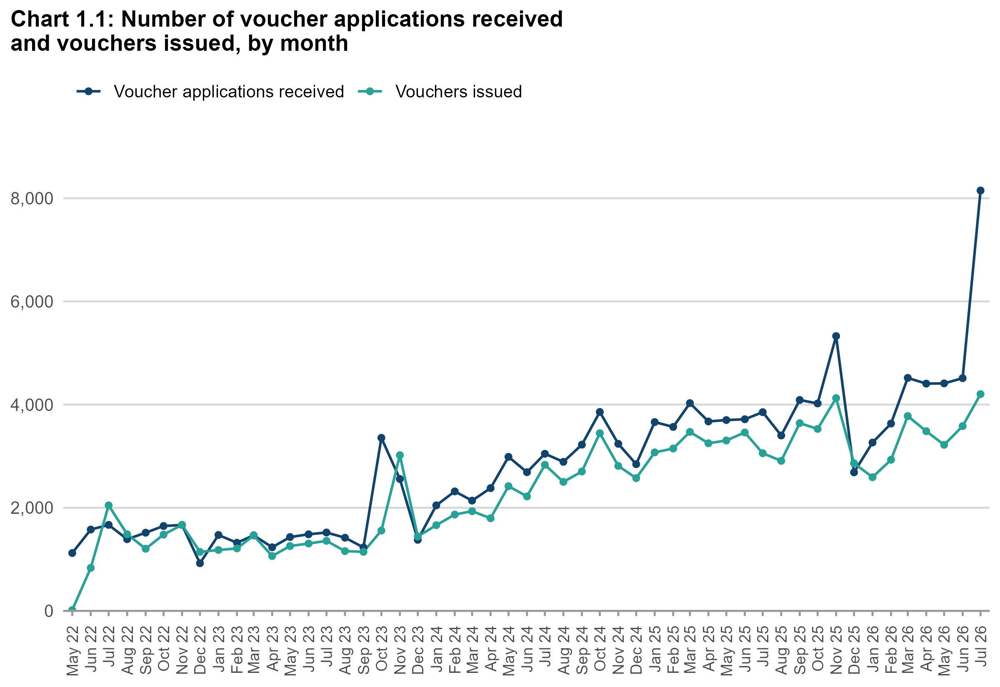 Chart 1.1: Number of voucher applications received
and vouchers issued, by month
Voucher applications received
Vouchers issued
8,000
6,000
4,000
2,000
0
May 22
Jun 22
Jul 22
Aug 22
Sep 22
Oct 22
Nov 22
Dec 22
Jan 23
Feb 23
Mar 23
Apr 23
May 23
Jun 23
Jul 23
Aug 23
Sep 23
Oct 23
Nov 23
Dec 23
Jan 24
Feb 24
Mar 24
Apr 24
May 24
Jun 24
Jul 24
Aug 24
Sep 24
Oct 24
Nov 24
Dec 24
Jan 25
Feb 25
Mar 25
Apr 25
May 25
Jun 25
Jul 25
Aug 25
Sep 25
Oct 25
Nov 25
Dec 25
Jan 26
Feb 26
Mar 26
Apr 26
May 26
Jun 26
Jul 26